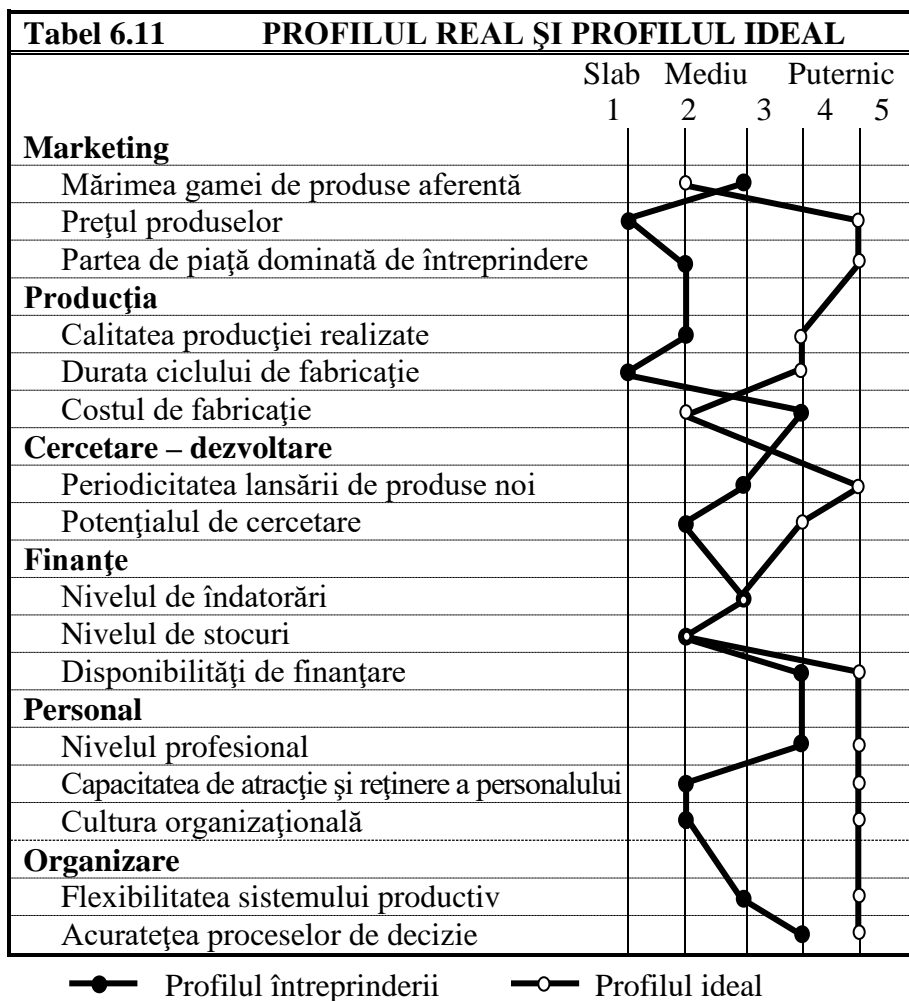 Tabel 6.11 PROFILUL REAL ŞI PROFILUL IDEAL
Slab Mediu Puternic
1 2 3 4 5
Marketing
Mărimea gamei de produse aferentă
Preţul produselor
Partea de piaţă dominată de întreprindere
Producţia
Calitatea producţiei realizate
Durata ciclului de fabricaţie
Costul de fabricaţie
Cercetare – dezvoltare
Periodicitatea lansării de produse noi
Potenţialul de cercetare
Finanţe
Nivelul de îndatorări
Nivelul de stocuri
Disponibilităţi de finanţare
Personal
Nivelul profesional
Capacitatea de atracţie şi reţinere a personalului
Cultura organizaţională
Organizare
Flexibilitatea sistemului productiv
Acurateţea proceselor de decizie
Profilul întreprinderii Profilul ideal